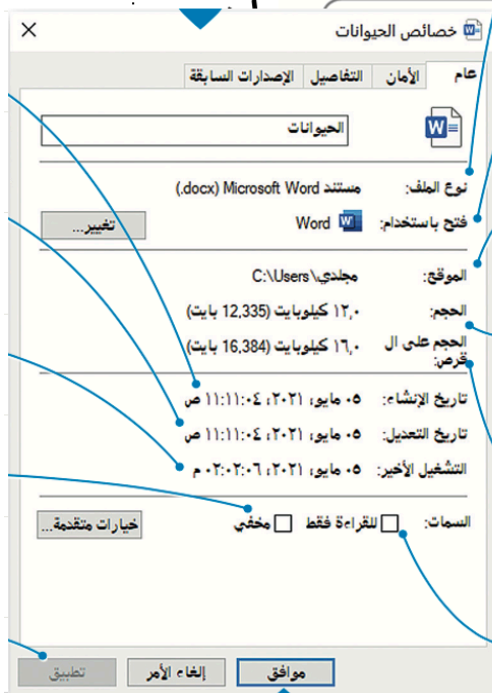 خصائص الحيوانات
عام الأمان التفاصيل الإصدارات السابقة
الحيوانات
نوع الملف: مستند Microsoft Word (.docx)
فتح باستخدام: Word تغيير...
الموقع: C:\Users\مجلدي
الحجم: ١٢,٠ كيلوبايت (12,335 بايت)
الحجم على ال
قرص: ١٦,٠ كيلوبايت (16,384 بايت)
تاريخ الإنشاء: ٠٥ مايو، ٢٠٢١، ١١:١١:٠٤ ص
تاريخ التعديل: ٠٥ مايو، ٢٠٢١، ١١:١١:٠٤ ص
التشغيل الأخير: ٠٥ مايو، ٢٠٢١، ٠٢:٠٢:٠٦ م
السمات: للقراءة فقط مخفي خيارات متقدمة...
موافق إلغاء الأمر تطبيق